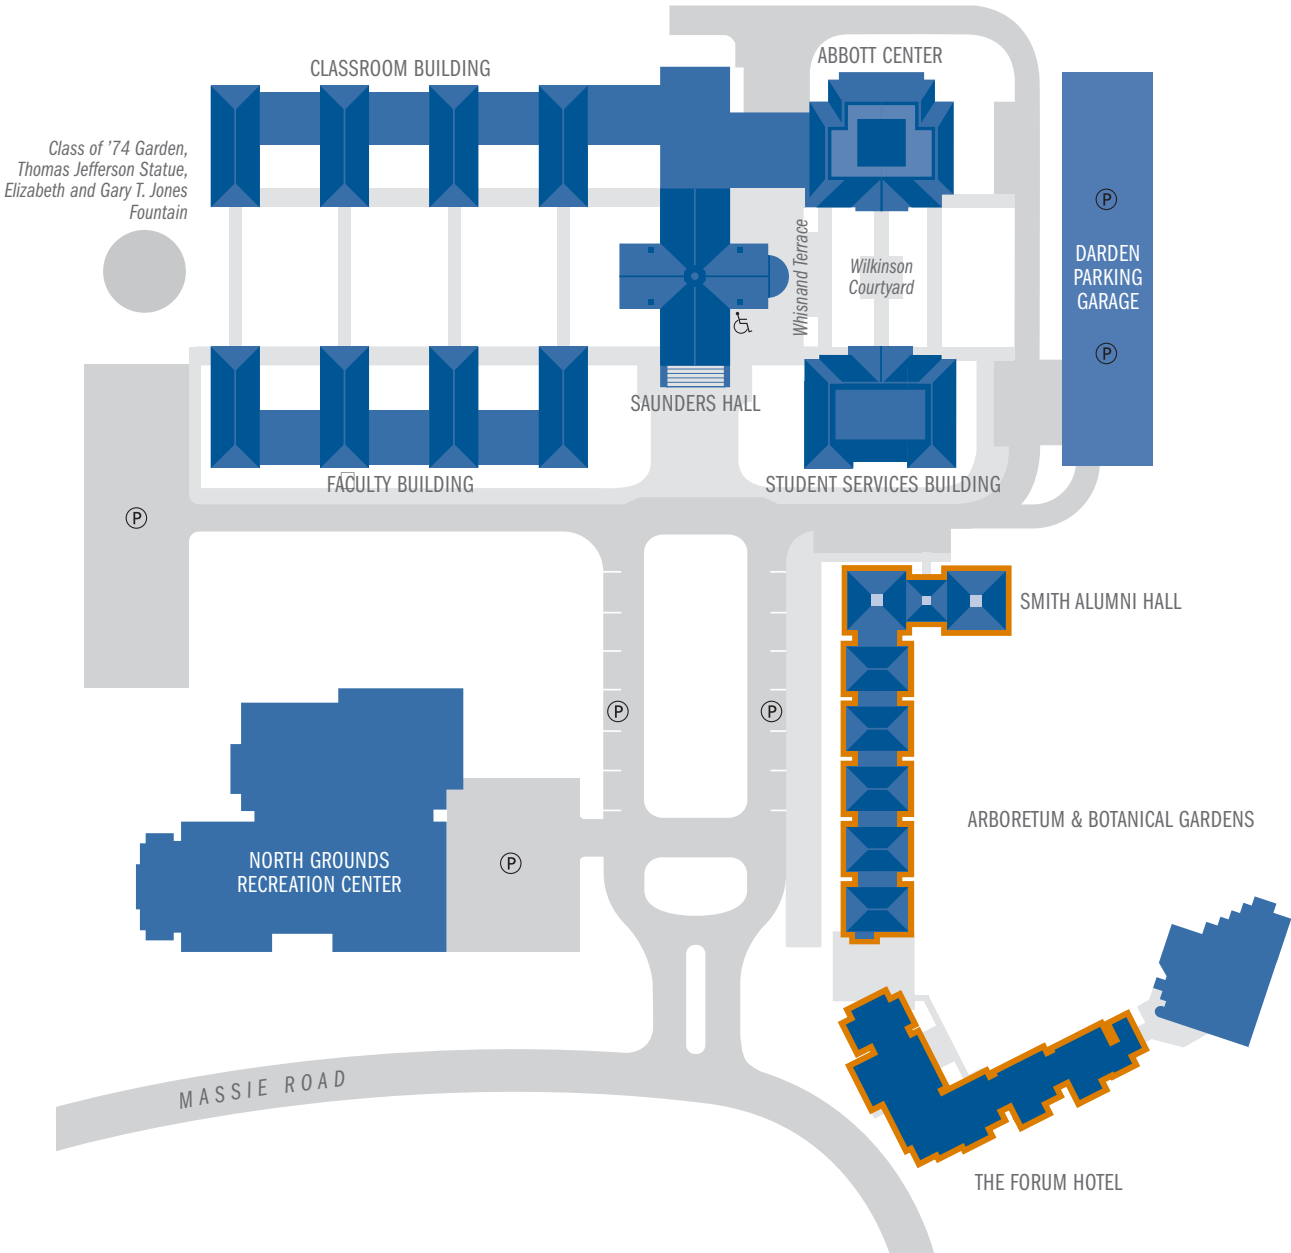 ABBOTT CENTER
CLASSROOM BUILDING
Class of ’74 Garden,
Thomas Jefferson Statue,
Elizabeth and Gary T. Jones
Fountain
P
DARDEN
PARKING
GARAGE
P
Whisnand Terrace
Wilkinson
Courtyard
SAUNDERS HALL
FACULTY BUILDING
STUDENT SERVICES BUILDING
P
SMITH ALUMNI HALL
P
P
ARBORETUM & BOTANICAL GARDENS
NORTH GROUNDS
RECREATION CENTER
P
MASSIE ROAD
THE FORUM HOTEL